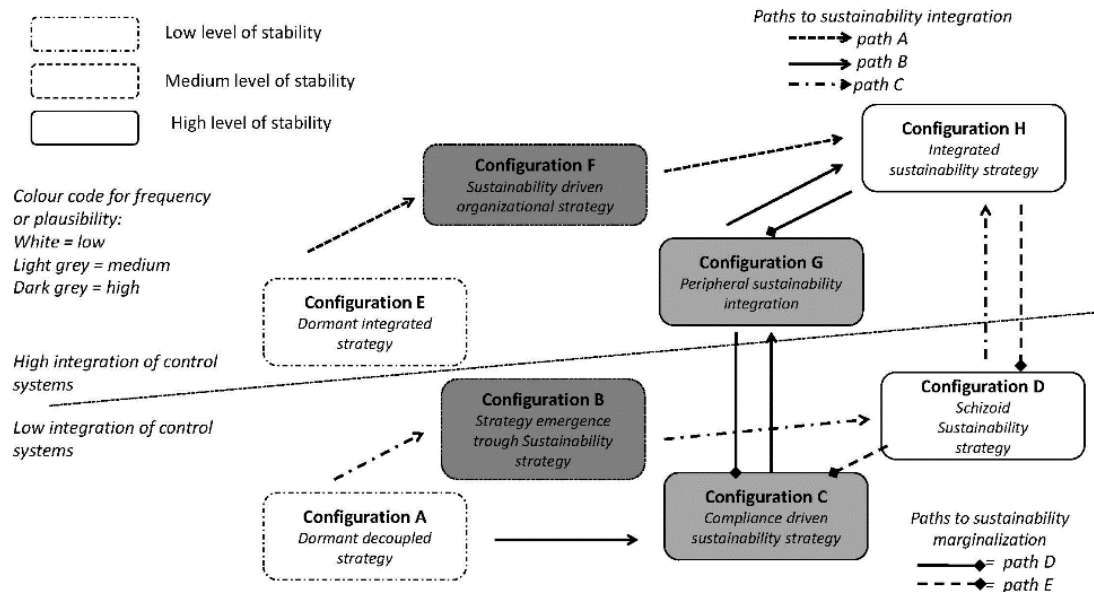 Low level of stability
Medium level of stability
High level of stability
Paths to sustainability integration
path A
path B
path C
Colour code for frequency
or plausibility:
White = low
Light grey = medium
Dark grey = high
Configuration H
Integrated
sustainability strategy
Configuration F
Sustainability driven
organizational strategy
Configuration G
Peripheral sustainability
integration
Configuration E
Dormant integrated
strategy
High integration of control
systems
Low integration of control
systems
Configuration B
Strategy emergence
trough Sustainability
strategy
Configuration D
Schizoid
Sustainability
strategy
Configuration A
Dormant decoupled
strategy
Configuration C
Compliance driven
sustainability strategy
Paths to sustainability
marginalization
= path D
= path E